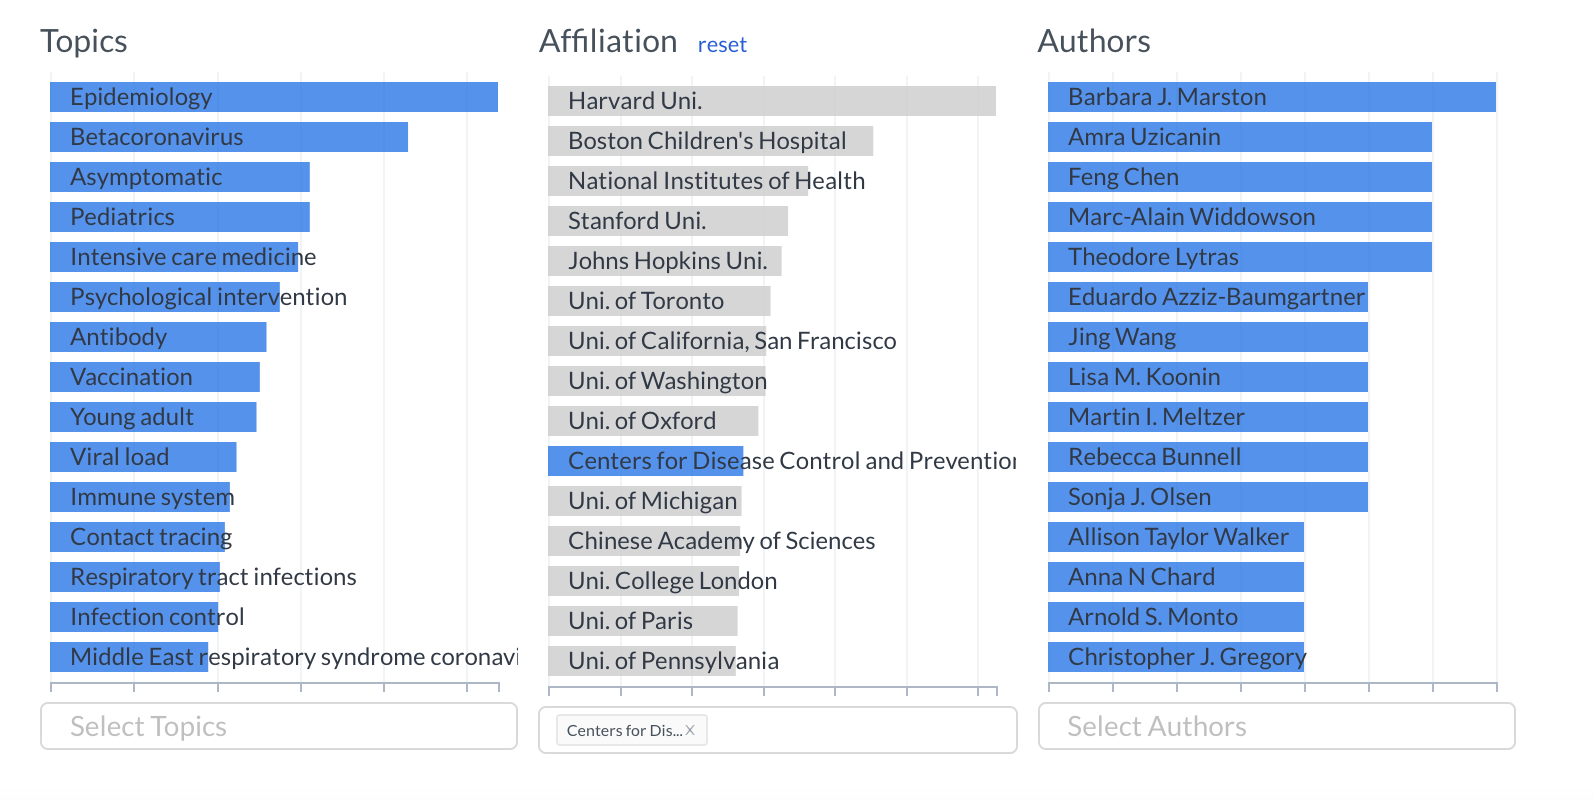 Topics
Epidemiology
Betacoronavirus
Asymptomatic
Pediatrics
Intensive care medicine
Psychological intervention
Antibody
Vaccination
Young adult
Viral load
Immune system
Contact tracing
Respiratory tract infections
Infection control
Middle East respiratory syndrome coronavi
Select Topics
Affiliation reset
Harvard Uni.
Boston Children's Hospital
National Institutes of Health
Stanford Uni.
Johns Hopkins Uni.
Uni. of Toronto
Uni. of California, San Francisco
Uni. of Washington
Uni. of Oxford
Centers for Disease Control and Prevention
Uni. of Michigan
Chinese Academy of Sciences
Uni. College London
Uni. of Paris
Uni. of Pennsylvania
Centers for Dis... X
Authors
Barbara J. Marston
Amra Uzicanin
Feng Chen
Marc-Alain Widdowson
Theodore Lytras
Eduardo Azziz-Baumgartner
Jing Wang
Lisa M. Koonin
Martin I. Meltzer
Rebecca Bunnell
Sonja J. Olsen
Allison Taylor Walker
Anna N Chard
Arnold S. Monto
Christopher J. Gregory
Select Authors